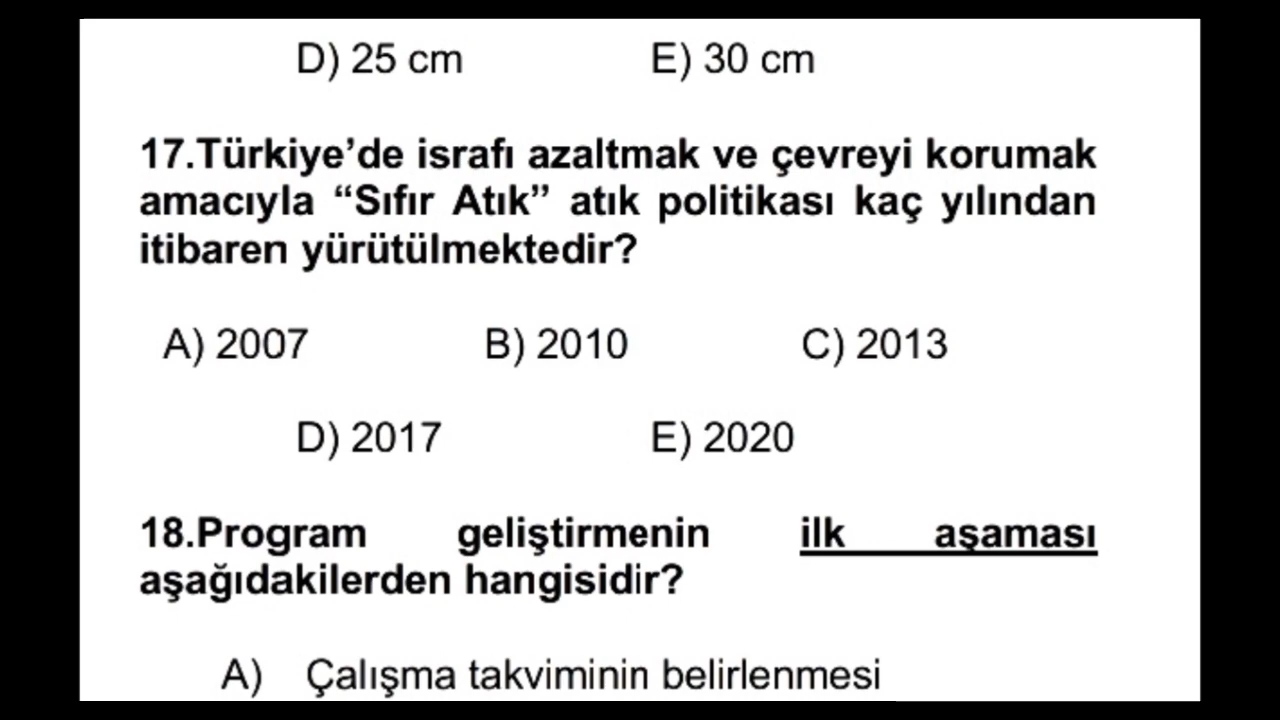 D) 25 cm E) 30 cm
17.Türkiye’de israfı azaltmak ve çevreyi korumak
amacıyla “Sıfır Atık” atık politikası kaç yılından
itibaren yürütülmektedir?
A) 2007 B) 2010 C) 2013
D) 2017 E) 2020
18.Program geliştirmenin ilk aşaması
aşağıdakilerden hangisidir?
A) Çalışma takviminin belirlenmesi